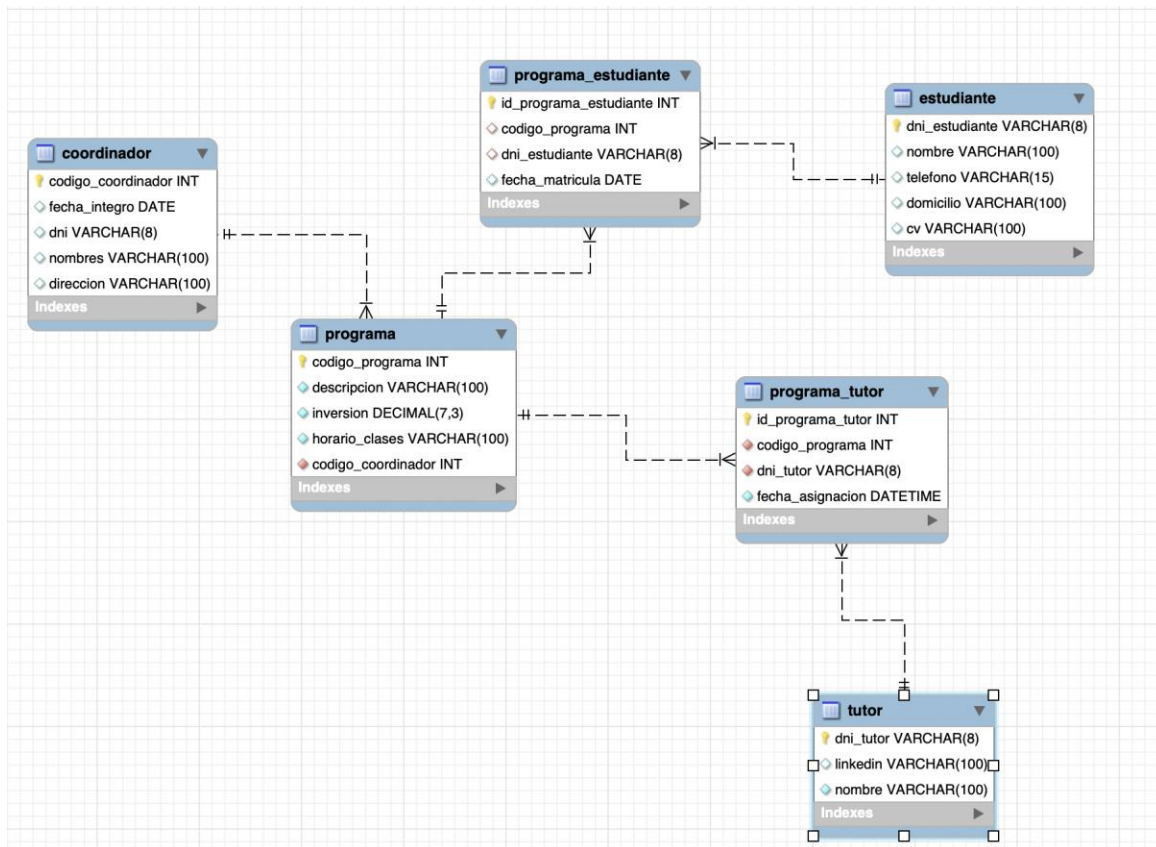 programa_estudiante
id_programa_estudiante INT
codigo_programa INT
dni_estudiante VARCHAR(8)
fecha_matricula DATE
Indexes
estudiante
dni_estudiante VARCHAR(8)
nombre VARCHAR(100)
telefono VARCHAR(15)
domicilio VARCHAR(100)
cv VARCHAR(100)
Indexes
coordinador
codigo_coordinador INT
fecha_integro DATE
dni VARCHAR(8)
nombres VARCHAR(100)
direccion VARCHAR(100)
Indexes
programa
codigo_programa INT
descripcion VARCHAR(100)
inversion DECIMAL(7,3)
horario_clases VARCHAR(100)
codigo_coordinador INT
Indexes
programa_tutor
id_programa_tutor INT
codigo_programa INT
dni_tutor VARCHAR(8)
fecha_asignacion DATETIME
Indexes
tutor
dni_tutor VARCHAR(8)
linkedin VARCHAR(100)
nombre VARCHAR(100)
Indexes